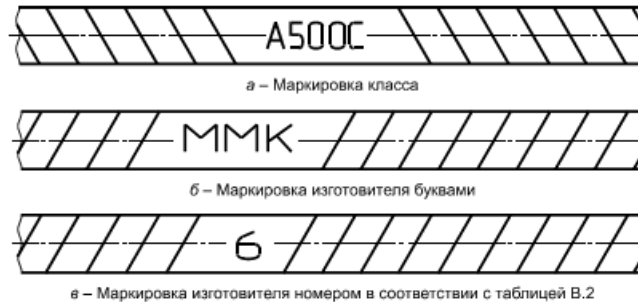 А500С
а – Маркировка класса
ММК
б – Маркировка изготовителя буквами
6
в – Маркировка изготовителя номером в соответствии с таблицей В.2